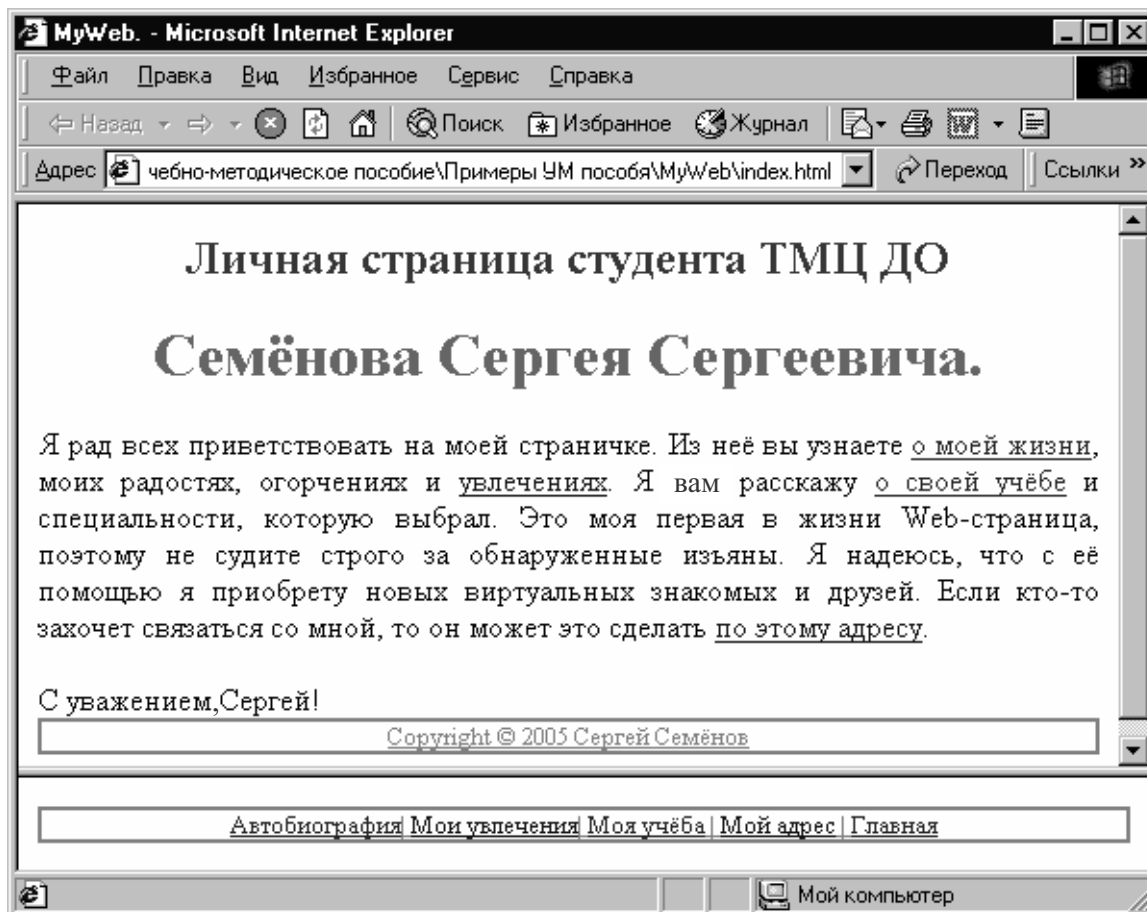 MyWeb. - Microsoft Internet Explorer
Файл Правка Вид Избранное Сервис Справка
Назад Поиск Избранное Журнал
Адрес чебно-методическое пособие\Примеры УМ пособя\MyWeb\index.html Переход Ссылки »
Личная страница студента ТМЦ ДО
Семёнова Сергея Сергеевича.
Я рад всех приветствовать на моей страничке. Из неё вы узнаете о моей жизни,
моих радостях, огорчениях и увлечениях. Я вам расскажу о своей учёбе и
специальности, которую выбрал. Это моя первая в жизни Web-страница,
поэтому не судите строго за обнаруженные изьяны. Я надеюсь, что с её
помощью я приобрету новых виртуальных знакомых и друзей. Если кто-то
захочет связаться со мной, то он может это сделать по этому адресу.
С уважением,Сергей!
Copyright © 2005 Сергей Семёнов
Автобиография| Мои увлечения| Моя учёба | Мой адрес | Главная
Мой компьютер